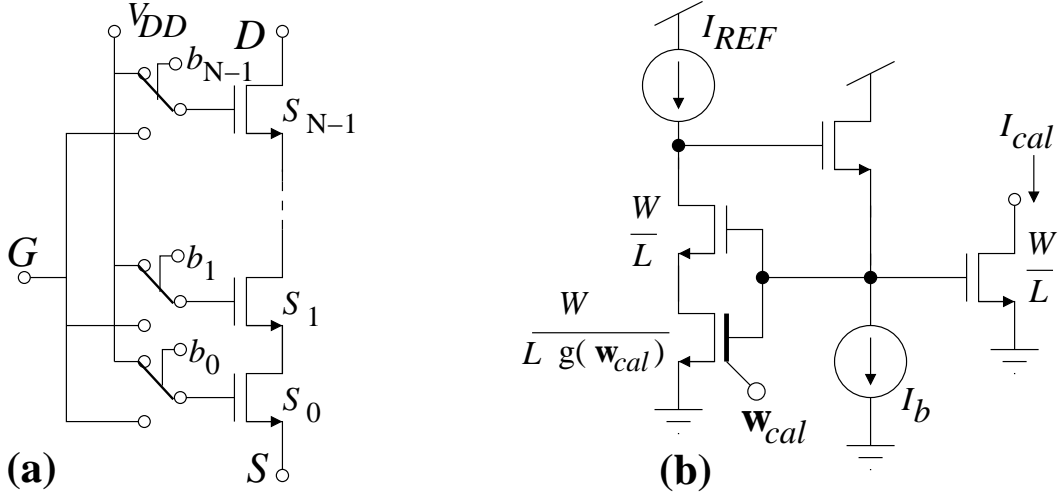 V_DD
D
b_N–1
S_N–1
G
b_1
S_1
b_0
S_0
S
(a)
I_REF
I_cal
W
L
W
L
W
L g( w_cal)
w_cal
I_b
(b)